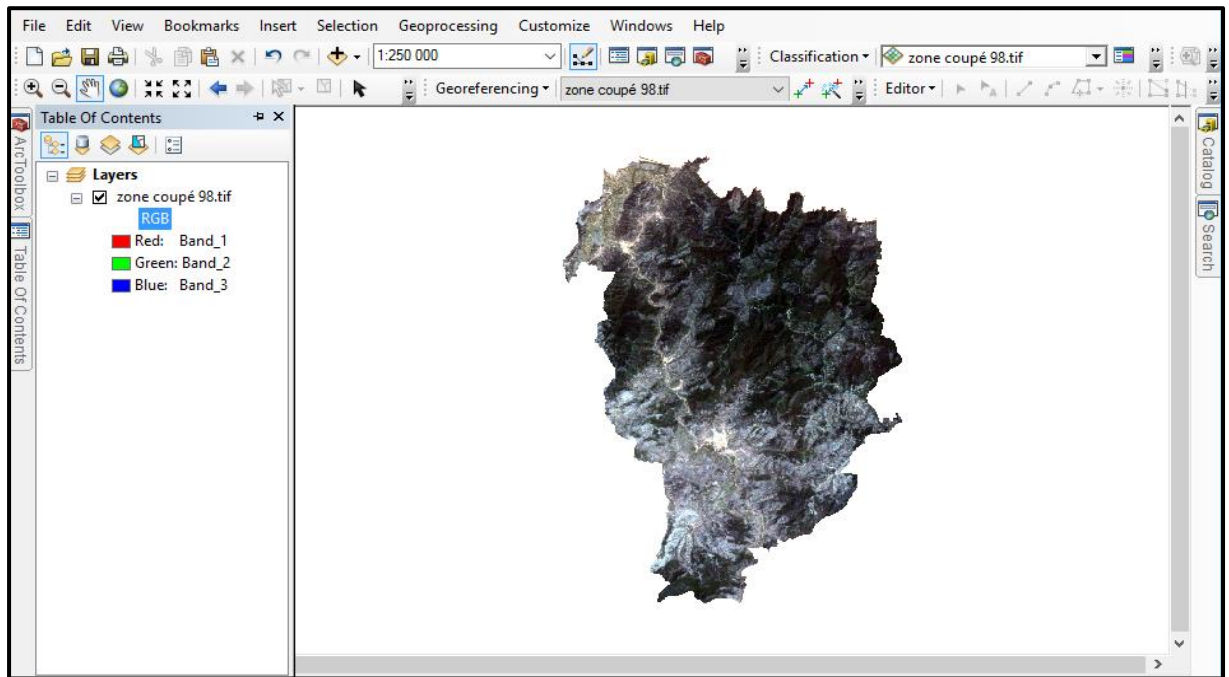 File Edit View Bookmarks Insert Selection Geoprocessing Customize Windows Help
1:250 000 Classification zone coupé 98.tif
Georeferencing zone coupé 98.tif Editor
Table Of Contents
ArcToolbox
Table Of Contents
Layers
zone coupé 98.tif
RGB
Red: Band_1
Green: Band_2
Blue: Band_3
Catalog
Search